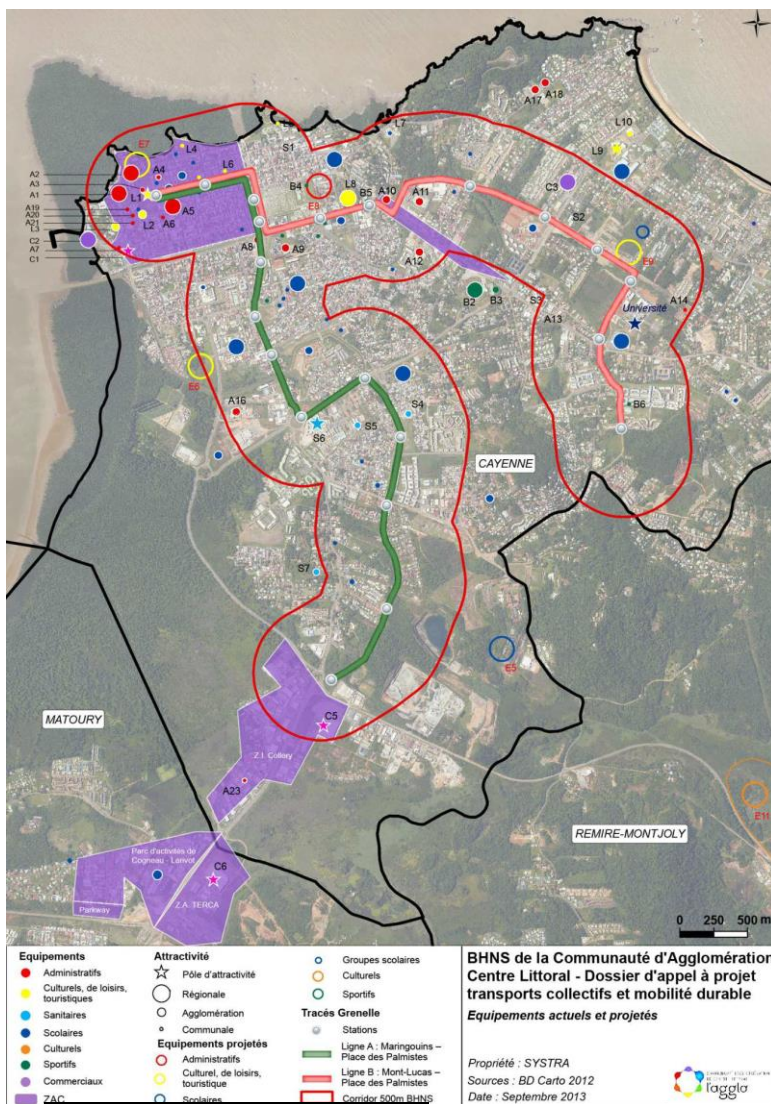 A17
A18
L7
L10
E7
S1
L4
L9
A2
A4
L6
A3
B4
C3
A1
L1
L8
A10
A11
B5
A19
A5
E8
A20
L2
A6
S2
A21
L3
C2
A8
A9
A12
E9
A7
C1
B2
B3
S3
A14
Université
A13
E6
A16
S4
B6
S6
S5
CAYENNE
S7
E5
MATOURY
C5
Z.I. Collery
A23
E11
REMIRE-MONTJOLY
Parc d'activités de
Cogneau - Larivot
C6
Parkway
Z.A. TERCA
0 250 500 m
Equipements
Administratifs
Culturels, de loisirs,
touristiques
Sanitaires
Scolaires
Culturels
Sportifs
Commerciaux
ZAC
Attractivité
Pôle d'attractivité
Régionale
Agglomération
Communale
Equipements projetés
Administratifs
Culturel, de loisirs,
touristique
Scolaires
Groupes scolaires
Culturels
Sportifs
Tracés Grenelle
Stations
Ligne A : Maringouins –
Place des Palmistes
Ligne B : Mont-Lucas –
Place des Palmistes
Corridor 500m BHNS
BHNS de la Communauté d'Agglomération
Centre Littoral - Dossier d'appel à projet
transports collectifs et mobilité durable
Equipements actuels et projetés
Propriété : SYSTRA
Sources : BD Carto 2012
Date : Septembre 2013
l'agglo